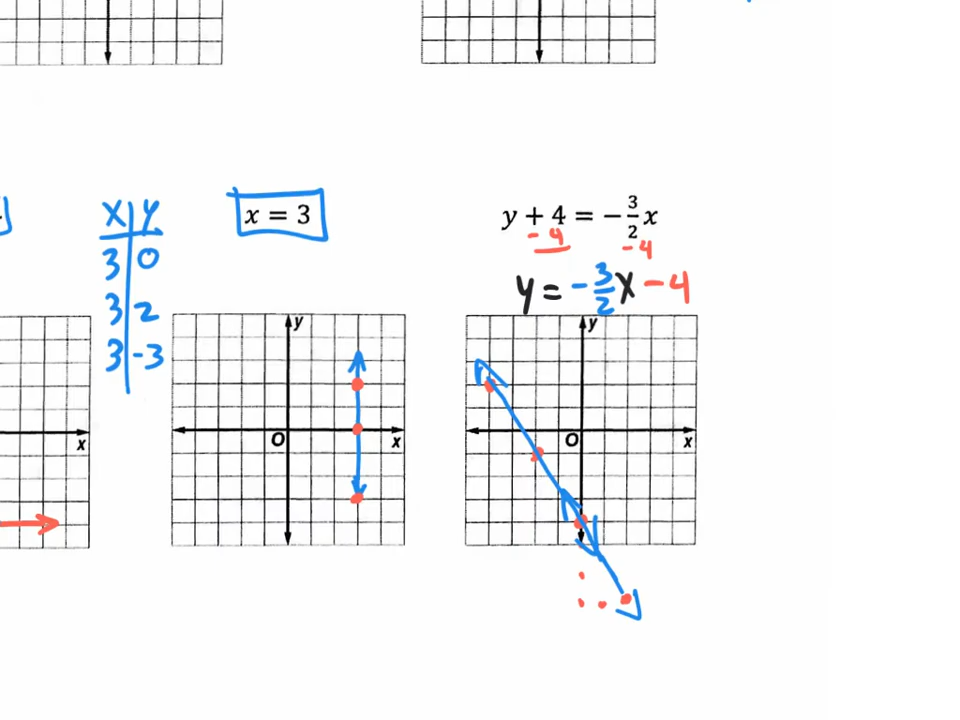 X Y
3 0
3 2
3 -3
x = 3
y + 4 = -3/2 x
- 4 - 4
y = -3/2 x - 4
x
y
O x
y
O x